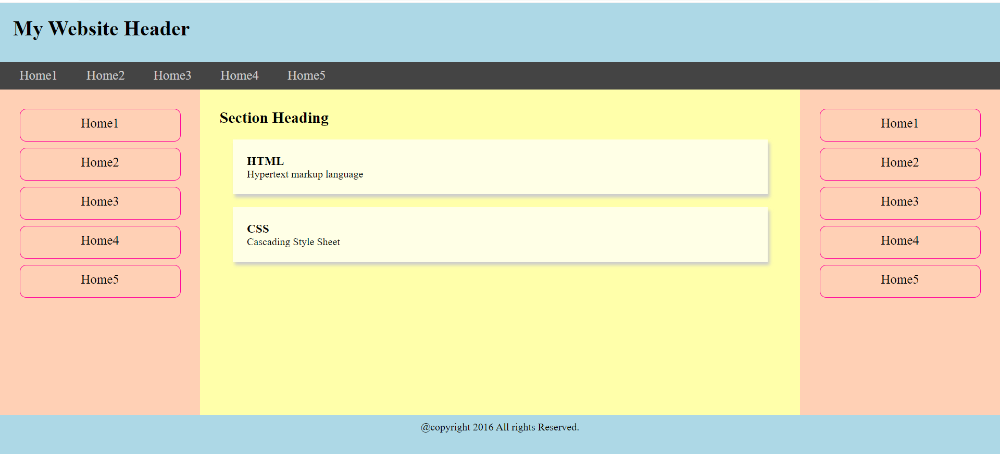 My Website Header
Home1 Home2 Home3 Home4 Home5
Home1
Home2
Home3
Home4
Home5
Section Heading
HTML
Hypertext markup language
CSS
Cascading Style Sheet
Home1
Home2
Home3
Home4
Home5
@copyright 2016 All rights Reserved.